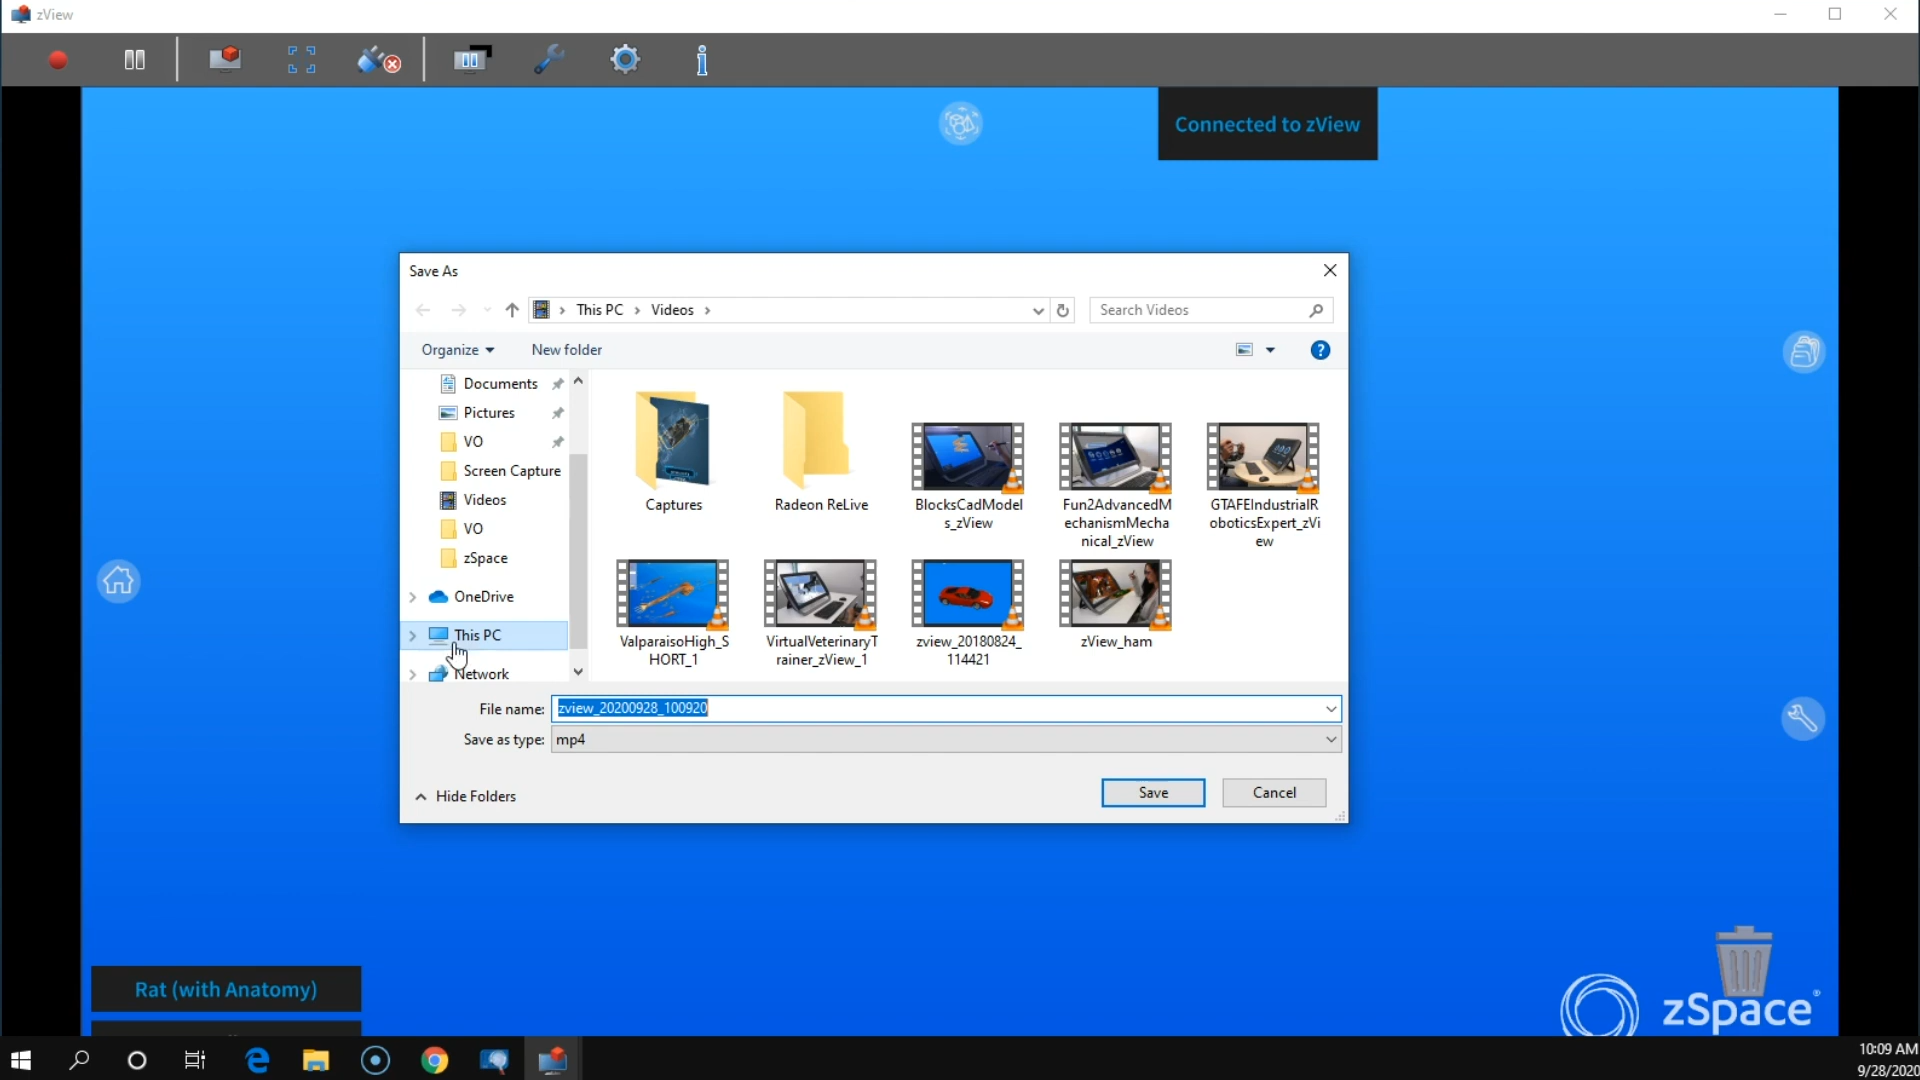 zView
Connected to zView
Save As
This PC
Videos
Search Videos
Organize
New folder
Documents
Pictures
VO
Screen Capture
Videos
VO
zSpace
OneDrive
This PC
Network
Captures
Radeon ReLive
BlocksCadModel
s_zView
Fun2AdvancedM
echanismMecha
nical_zView
GTAFEIndustrialR
oboticsExpert_zVi
ew
ValparaisoHigh_S
HORT_1
VirtualVeterinaryT
rainer_zView_1
zview_20180824_
114421
zView_ham
File name: zview_20200928_100920
Save as type: mp4
Hide Folders
Save
Cancel
Rat (with Anatomy)
zSpace®
10:09 AM
9/28/2020